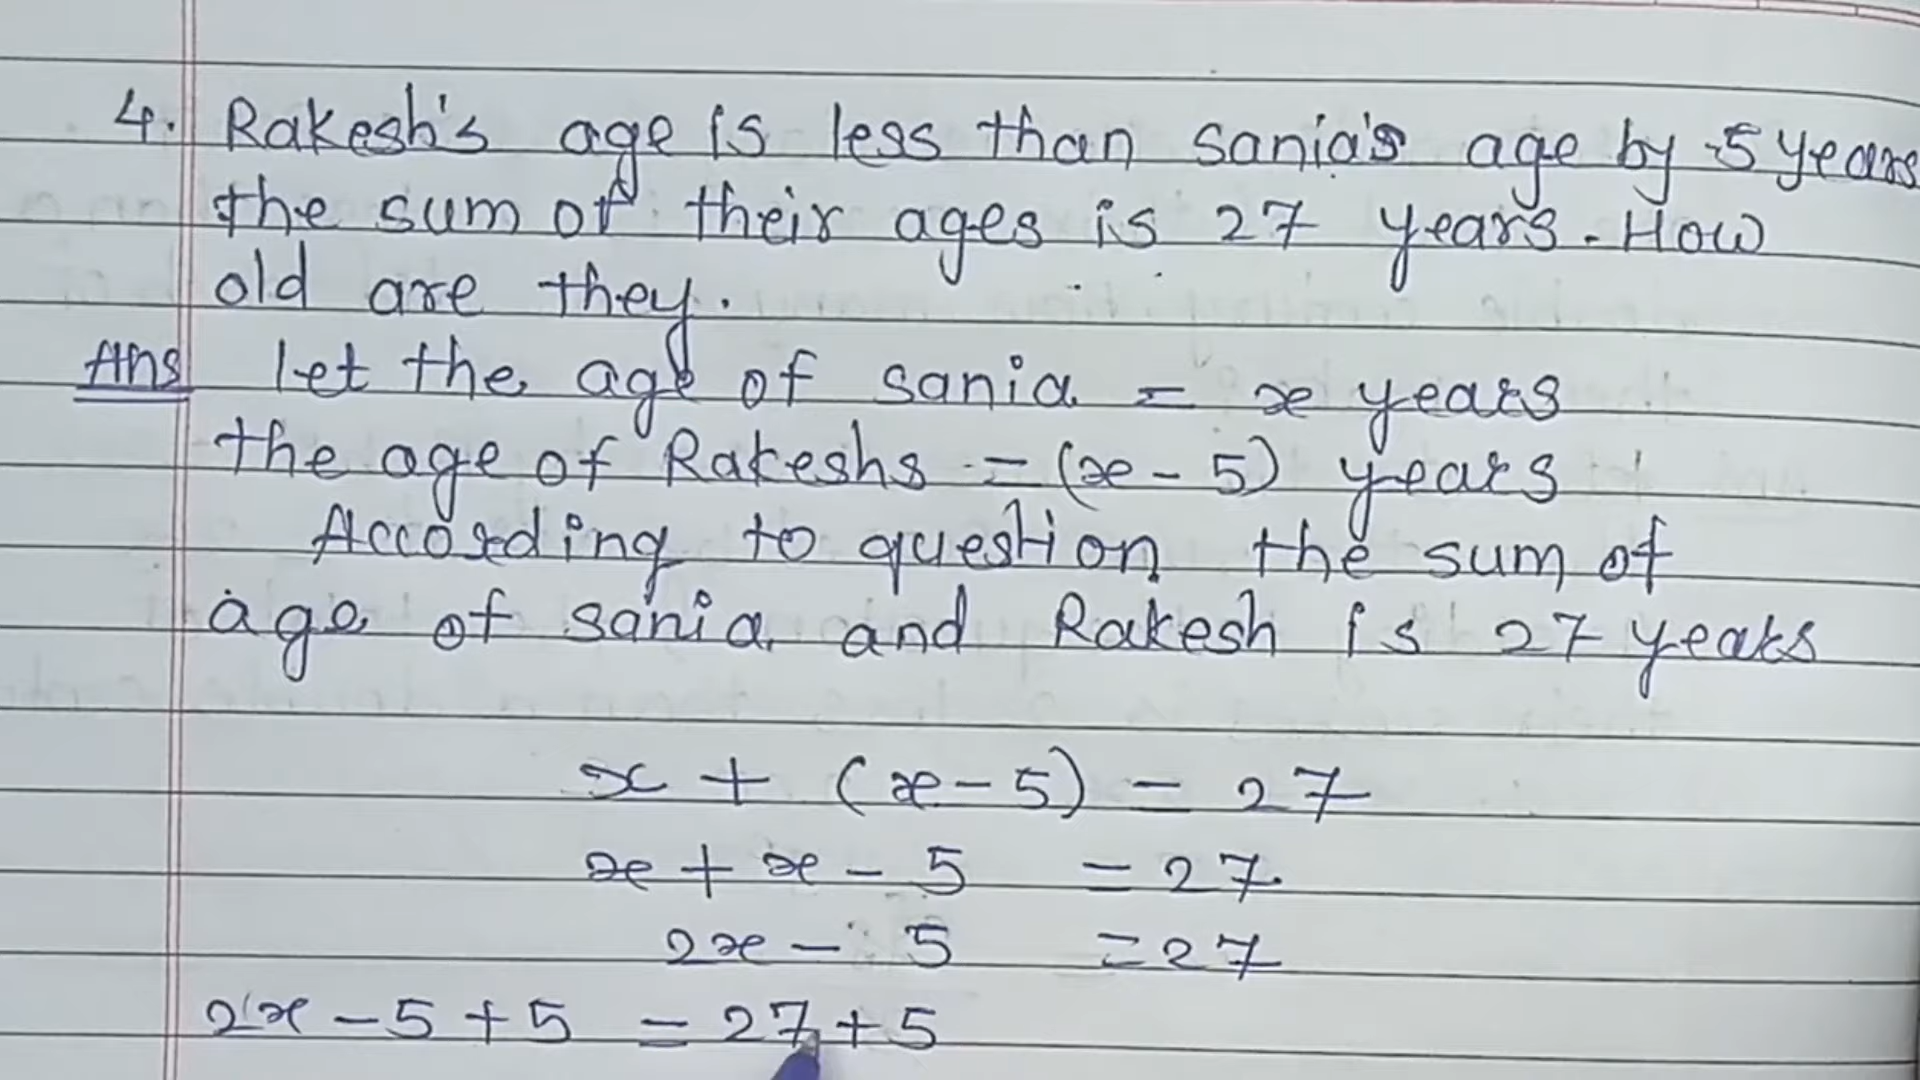 4. Rakesh's age is less than sania's age by 5 years
the sum of their ages is 27 years. How
old are they.
Ans let the age of sania = x years
the age of Rakeshs = (x - 5) years
According to question the sum of
age of sania and Rakesh is 27 years
x + (x - 5) = 27
x + x - 5 = 27
2x - 5 = 27
2x - 5 + 5 = 27 + 5